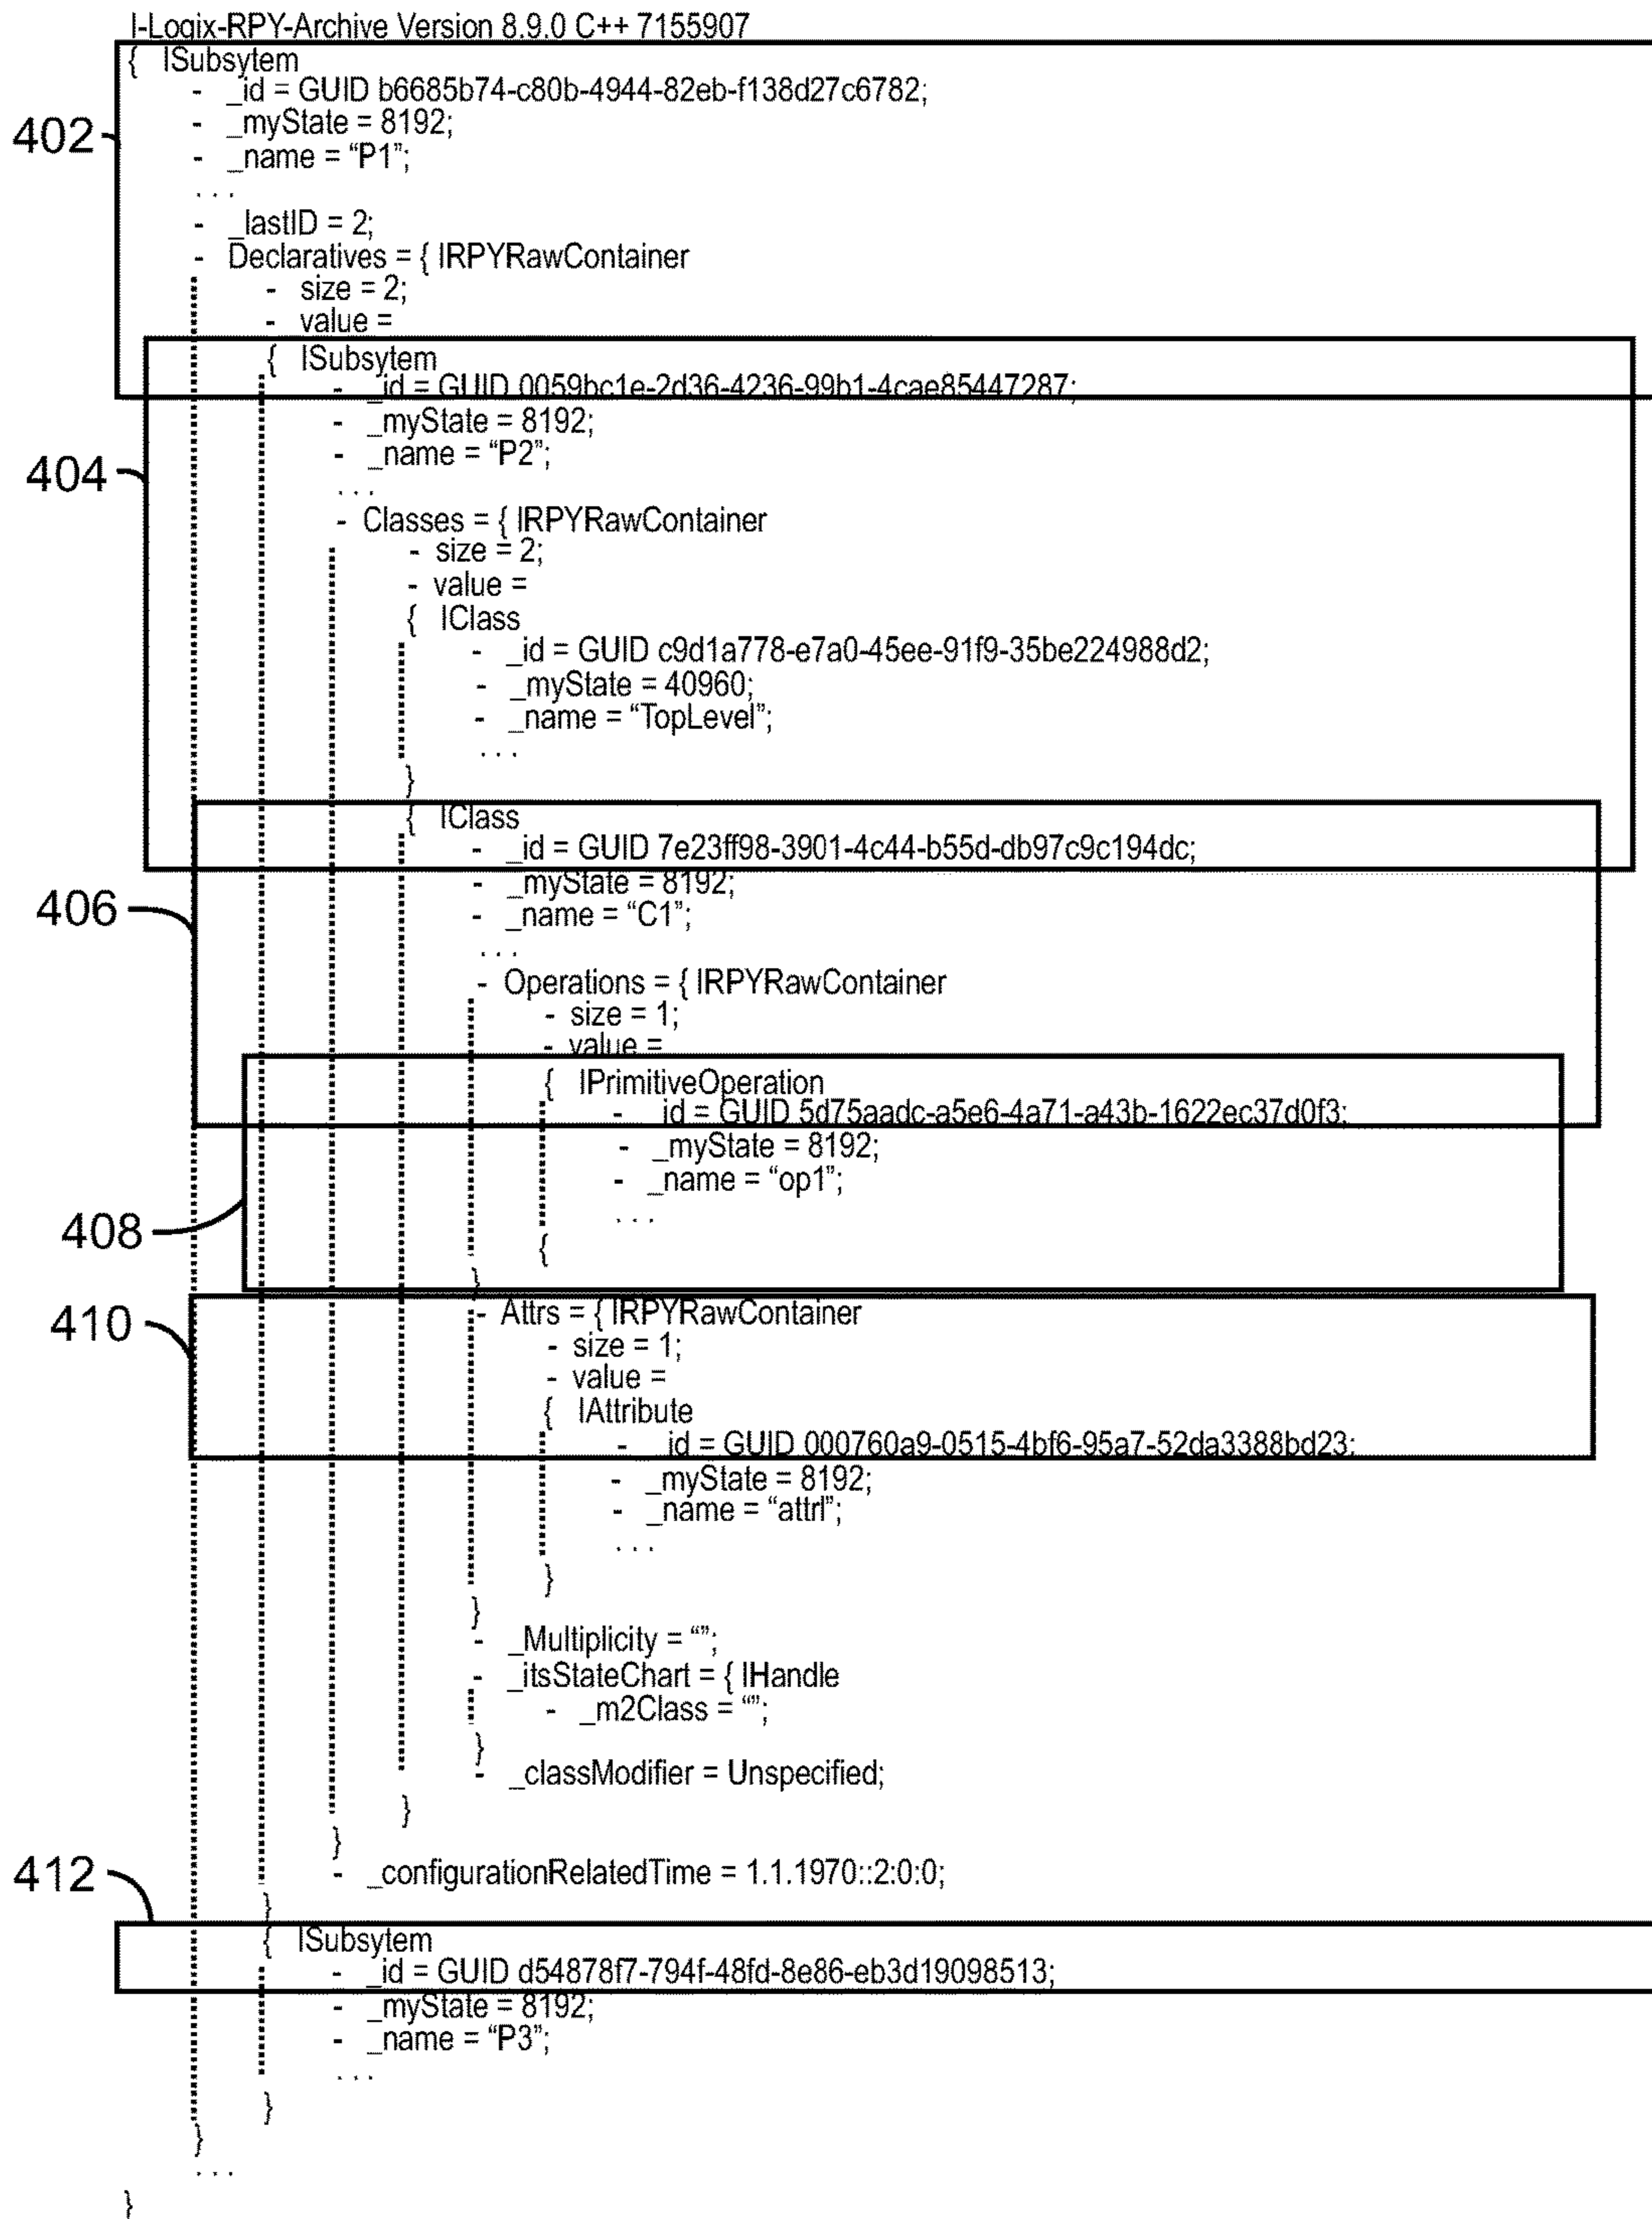 I-Logix-RPY-Archive Version 8.9.0 C++ 7155907
{ ISubsytem
- _id = GUID b6685b74-c80b-4944-82eb-f138d27c6782;
402
- _myState = 8192;
- _name = “P1”;
. . .
- _lastID = 2;
- Declaratives = { IRPYRawContainer
- size = 2;
- value =
{ ISubsytem
- _id = GUID 0059bc1e-2d36-4236-99b1-4cae85447287;
- _myState = 8192;
- _name = “P2”;
404
. . .
- Classes = { IRPYRawContainer
- size = 2;
- value =
{ IClass
- _id = GUID c9d1a778-e7a0-45ee-91f9-35be224988d2;
- _myState = 40960;
- _name = “TopLevel”;
. . .
}
{ IClass
- _id = GUID 7e23ff98-3901-4c44-b55d-db97c9c194dc;
- _myState = 8192;
406
- _name = “C1”;
. . .
- Operations = { IRPYRawContainer
- size = 1;
- value =
{ IPrimitiveOperation
- _id = GUID 5d75aadc-a5e6-4a71-a43b-1622ec37d0f3;
- _myState = 8192;
- _name = “op1”;
. . .
408
{
}
- Attrs = { IRPYRawContainer
410
- size = 1;
- value =
{ IAttribute
- _id = GUID 000760a9-0515-4bf6-95a7-52da3388bd23;
- _myState = 8192;
- _name = “attrl”;
. . .
}
}
- _Multiplicity = “”;
- _itsStateChart = { IHandle
- _m2Class = “”;
}
- _classModifier = Unspecified;
}
}
412
- _configurationRelatedTime = 1.1.1970::2:0:0;
}
{ ISubsytem
- _id = GUID d54878f7-794f-48fd-8e86-eb3d19098513;
- _myState = 8192;
- _name = “P3”;
. . .
}
}
. . .
}